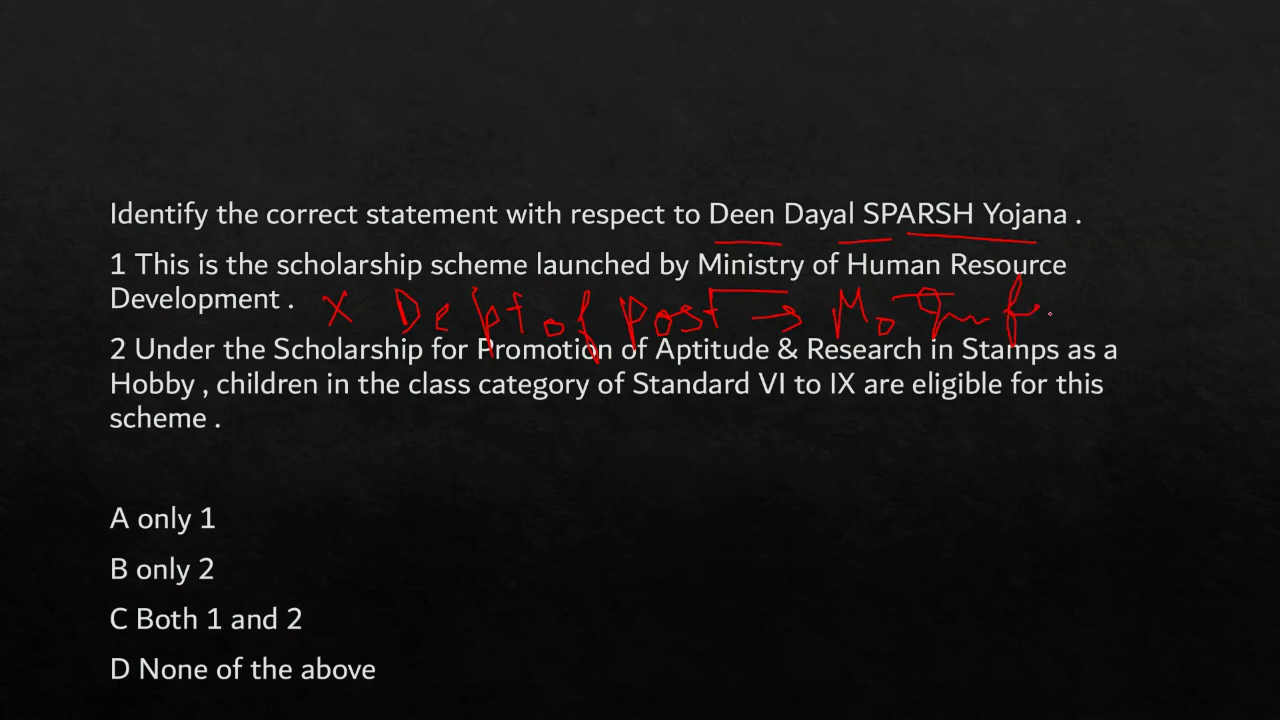 Identify the correct statement with respect to Deen Dayal SPARSH Yojana .
1 This is the scholarship scheme launched by Ministry of Human Resource
Development .
X Dept of post → Mo
2 Under the Scholarship for Promotion of Aptitude & Research in Stamps as a
Hobby , children in the class category of Standard VI to IX are eligible for this
scheme .
A only 1
B only 2
C Both 1 and 2
D None of the above